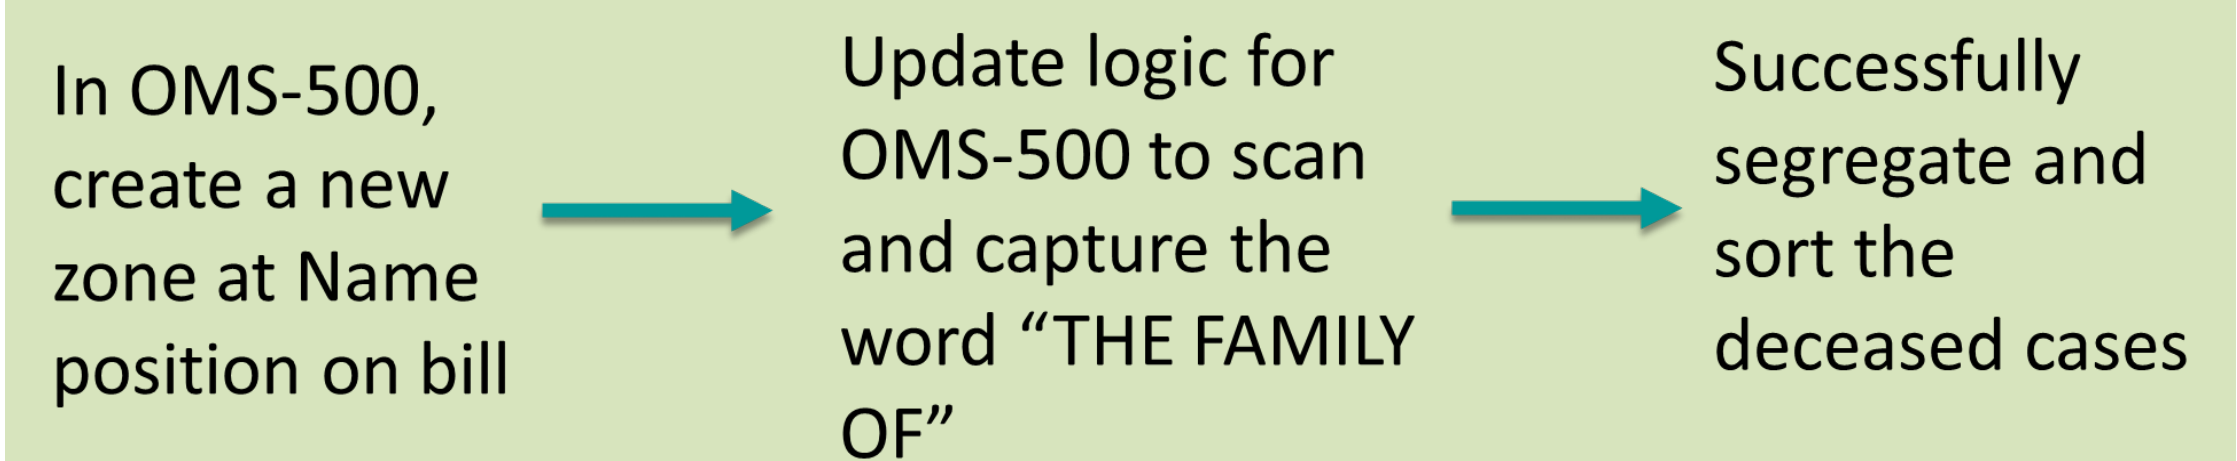 In OMS-500,
create a new
zone at Name
position on bill
Update logic for
OMS-500 to scan
and capture the
word “THE FAMILY
OF”
Successfully
segregate and
sort the
deceased cases